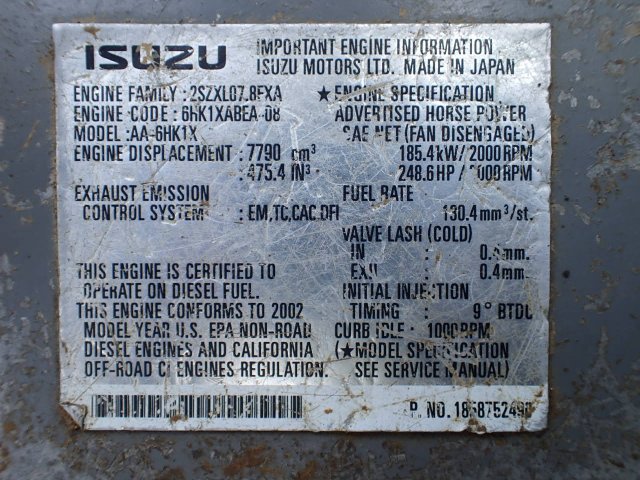 ISUZU
IMPORTANT ENGINE INFORMATION
ISUZU MOTORS LTD. MADE IN JAPAN
ENGINE FAMILY : 2SZXL07.8FXA
ENGINE CODE : 6HK1XABEA-08
MODEL : AA-6HK1X
ENGINE DISPLACEMENT : 7790 cm³
: 475.4 IN³
EXHAUST EMISSION
CONTROL SYSTEM : EM,TC,CAC,DFI
THIS ENGINE IS CERTIFIED TO
OPERATE ON DIESEL FUEL.
THIS ENGINE CONFORMS TO 2002
MODEL YEAR U.S. EPA NON-ROAD
DIESEL ENGINES AND CALIFORNIA
OFF-ROAD CI ENGINES REGULATION.
★ENGINE SPECIFICATION
ADVERTISED HORSE POWER
SAE NET (FAN DISENGAGED)
185.4kW/2000RPM
248.6HP/2000RPM
FUEL RATE
130.4mm³/st.
VALVE LASH (COLD)
IN : 0.4mm.
EXH : 0.4mm.
INITIAL INJECTION
TIMING : 9° BTDC
CURB IDLE : 1000RPM
(★MODEL SPECIFICATION
SEE SERVICE MANUAL)
P. NO.